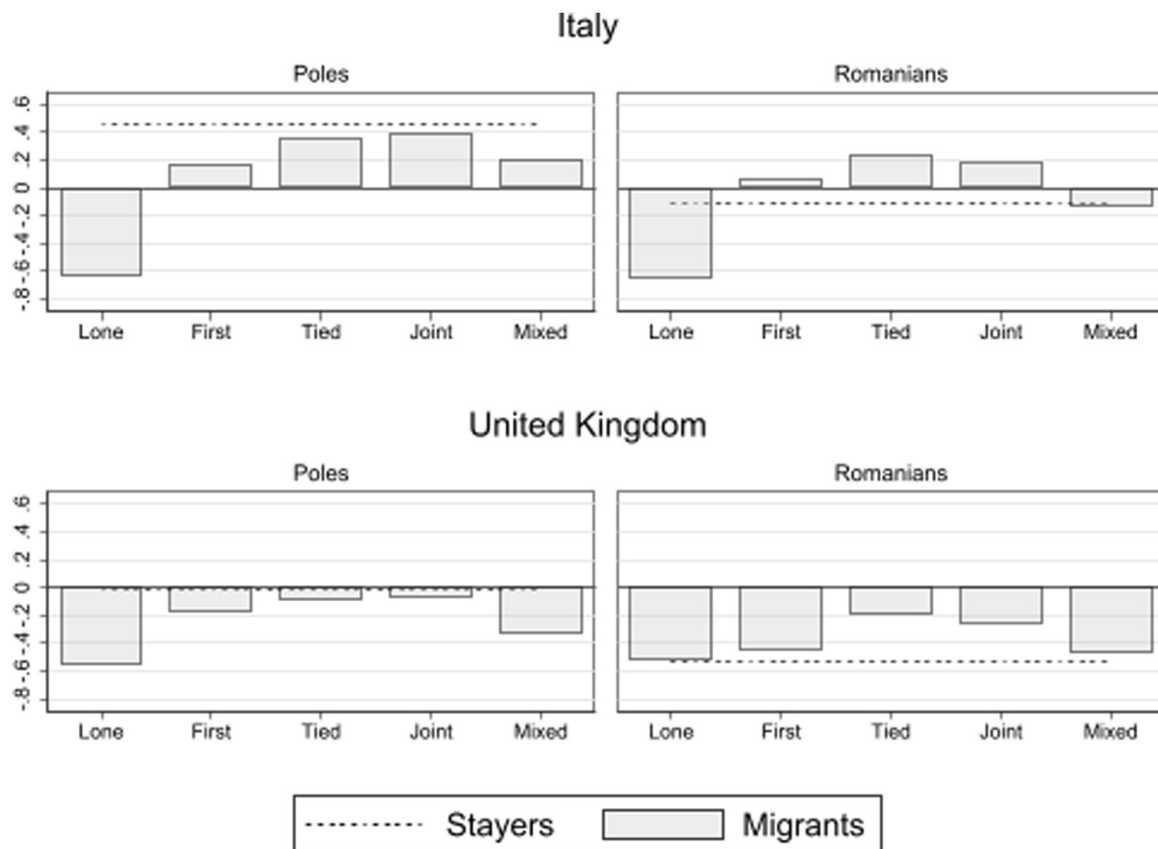 Italy
Poles
Romanians
.6
.4
.2
0
-.2
-.4
-.6
-.8
Lone First Tied Joint Mixed
Lone First Tied Joint Mixed
United Kingdom
Poles
Romanians
.6
.4
.2
0
-.2
-.4
-.6
-.8
Lone First Tied Joint Mixed
Lone First Tied Joint Mixed
Stayers Migrants